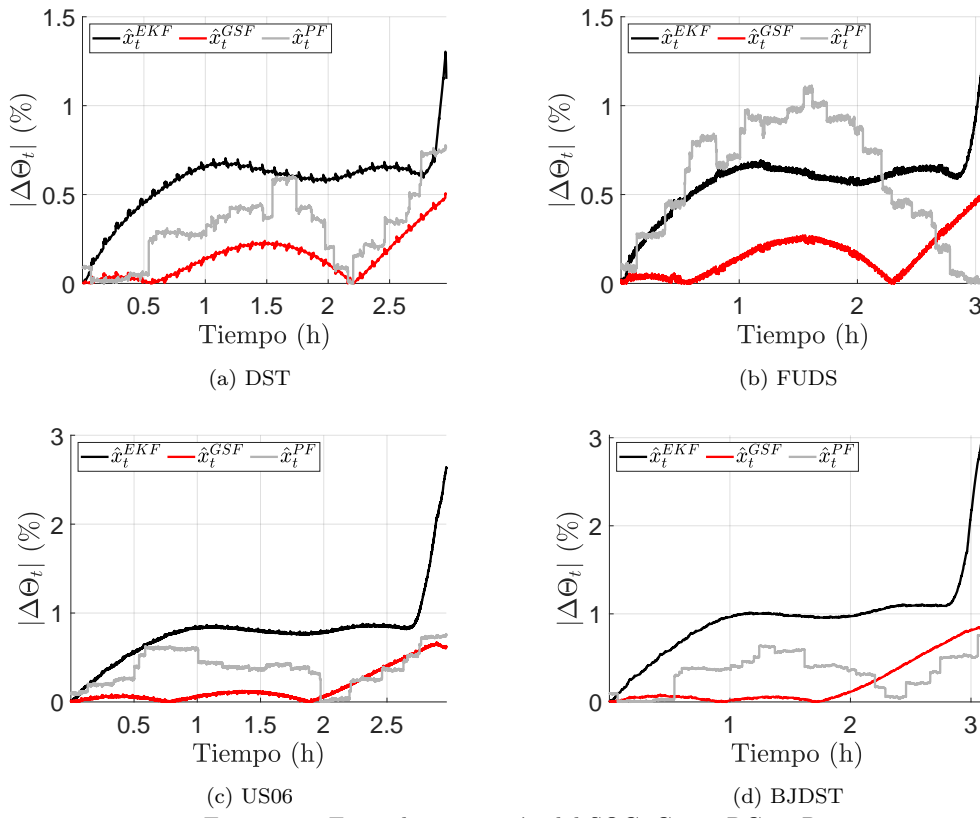 1.5
1
0.5
0
|ΔΘ_t| (%)
x̂_t^{EKF} x̂_t^{GSF} x̂_t^{PF}
0.5 1 1.5 2 2.5
Tiempo (h)
(a) DST
1.5
1
0.5
0
|ΔΘ_t| (%)
x̂_t^{EKF} x̂_t^{GSF} x̂_t^{PF}
1 2 3
Tiempo (h)
(b) FUDS
3
2
1
0
|ΔΘ_t| (%)
x̂_t^{EKF} x̂_t^{GSF} x̂_t^{PF}
0.5 1 1.5 2 2.5
Tiempo (h)
(c) US06
3
2
1
0
|ΔΘ_t| (%)
x̂_t^{EKF} x̂_t^{GSF} x̂_t^{PF}
1 2 3
Tiempo (h)
(d) BJDST